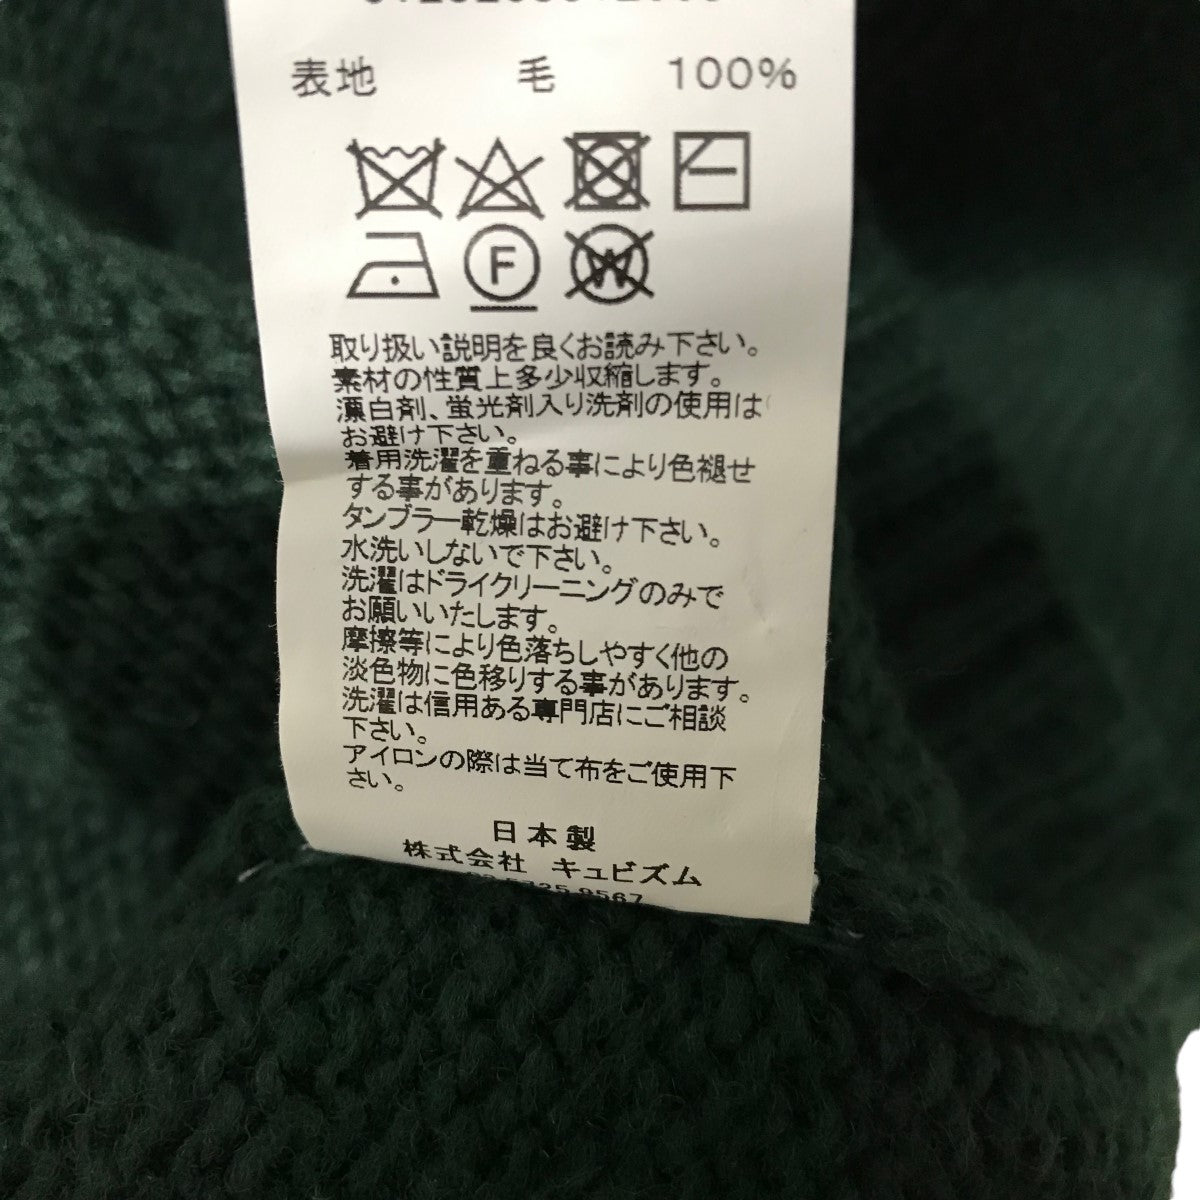 表地 毛 100%
F W
取り扱い説明を良くお読み下さい。
素材の性質上多少収縮します。
漂白剤、蛍光剤入り洗剤の使用は
お避け下さい。
着用洗濯を重ねる事により色褪せ
する事があります。
タンブラー乾燥はお避け下さい。
水洗いしないで下さい。
洗濯はドライクリーニングのみで
お願いいたします。
摩擦等により色落ちしやすく他の
淡色物に色移りする事があります。
洗濯は信用ある専門店にご相談
下さい。
アイロンの際は当て布をご使用下
さい。
日本製
株式会社 キュビズム